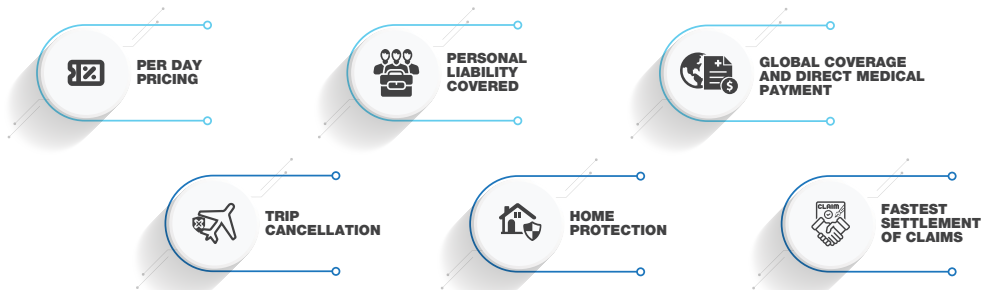 PER DAY
PRICING
PERSONAL
LIABILITY
COVERED
GLOBAL COVERAGE
AND DIRECT MEDICAL
PAYMENT
$
TRIP
CANCELLATION
HOME
PROTECTION
CLAIM
FASTEST
SETTLEMENT
OF CLAIMS